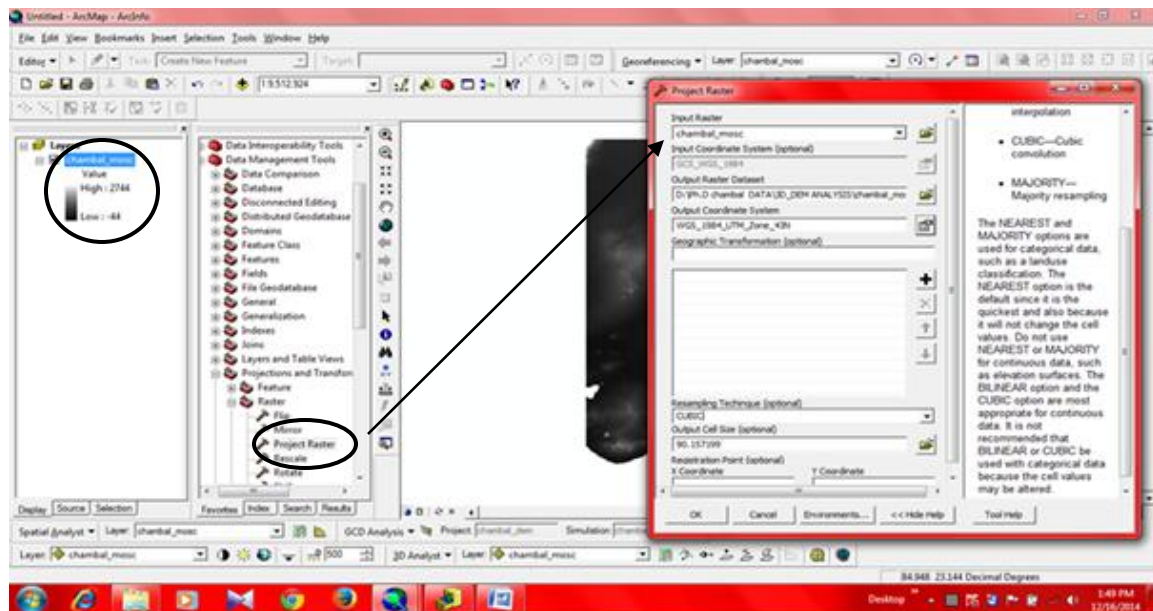 Untitled - ArcMap - ArcInfo
File Edit View Bookmarks Insert Selection Tools Window Help
Editor Task: Create New Feature Target:
Georeferencing Layer: chambal_mosc
1:9,512,924
Layers
chambal_mosc
Value
High : 2744
Low : -44
Data Interoperability Tools
Data Management Tools
Data Comparison
Database
Disconnected Editing
Distributed Geodatabase
Domains
Feature Class
Features
Fields
File Geodatabase
General
Generalization
Indexes
Joins
Layers and Table Views
Projections and Transfor
Feature
Raster
Flip
Mirror
Project Raster
Rescale
Rotate
Display Source Selection
Favorites Index Search Results
Project Raster
Input Raster
chambal_mosc
Input Coordinate System (optional)
GCS_WGS_1984
Output Raster Dataset
D:\Ph.D chambal DATA\3D_DEM ANALYSIS\chambal_mo
Output Coordinate System
WGS_1984_UTM_Zone_43N
Geographic Transformation (optional)
Resampling Technique (optional)
CUBIC
Output Cell Size (optional)
90.157199
Registration Point (optional)
X Coordinate Y Coordinate
OK Cancel Environments... << Hide Help Tool Help
interpolation
CUBIC—Cubic
convolution
MAJORITY—
Majority resampling
The NEAREST and
MAJORITY options are
used for categorical data,
such as a landuse
classification. The
NEAREST option is the
default since it is the
quickest and also because
it will not change the cell
values. Do not use
NEAREST or MAJORITY
for continuous data, such
as elevation surfaces. The
BILINEAR option and the
CUBIC option are most
appropriate for continuous
data. It is not
recommended that
BILINEAR or CUBIC be
used with categorical data
because the cell values
may be altered.
Spatial Analyst Layer: chambal_mosc
GCD Analysis Project chambal_dem Simulation
Layer: chambal_mosc 500 3D Analyst Layer: chambal_mosc
84.948 23.144 Decimal Degrees
Desktop
1:49 PM
12/16/2014